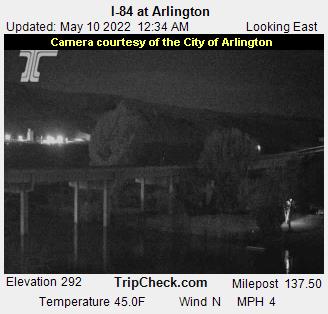 I-84 at Arlington
Updated: May 10 2022 12:34 AM Looking East
Camera courtesy of the City of Arlington
Elevation 292 TripCheck.com Milepost 137.50
Temperature 45.0F Wind N MPH 4